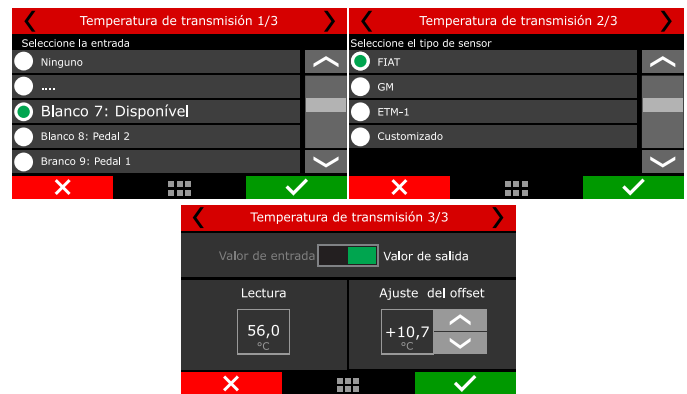 Temperatura de transmisión 1/3
Seleccione la entrada
Ninguno
....
Blanco 7: Disponível
Blanco 8: Pedal 2
Branco 9: Pedal 1
Temperatura de transmisión 2/3
Seleccione el tipo de sensor
FIAT
GM
ETM-1
Customizado
Temperatura de transmisión 3/3
Valor de entrada Valor de salida
Lectura Ajuste del offset
56,0 +10,7
°C °C